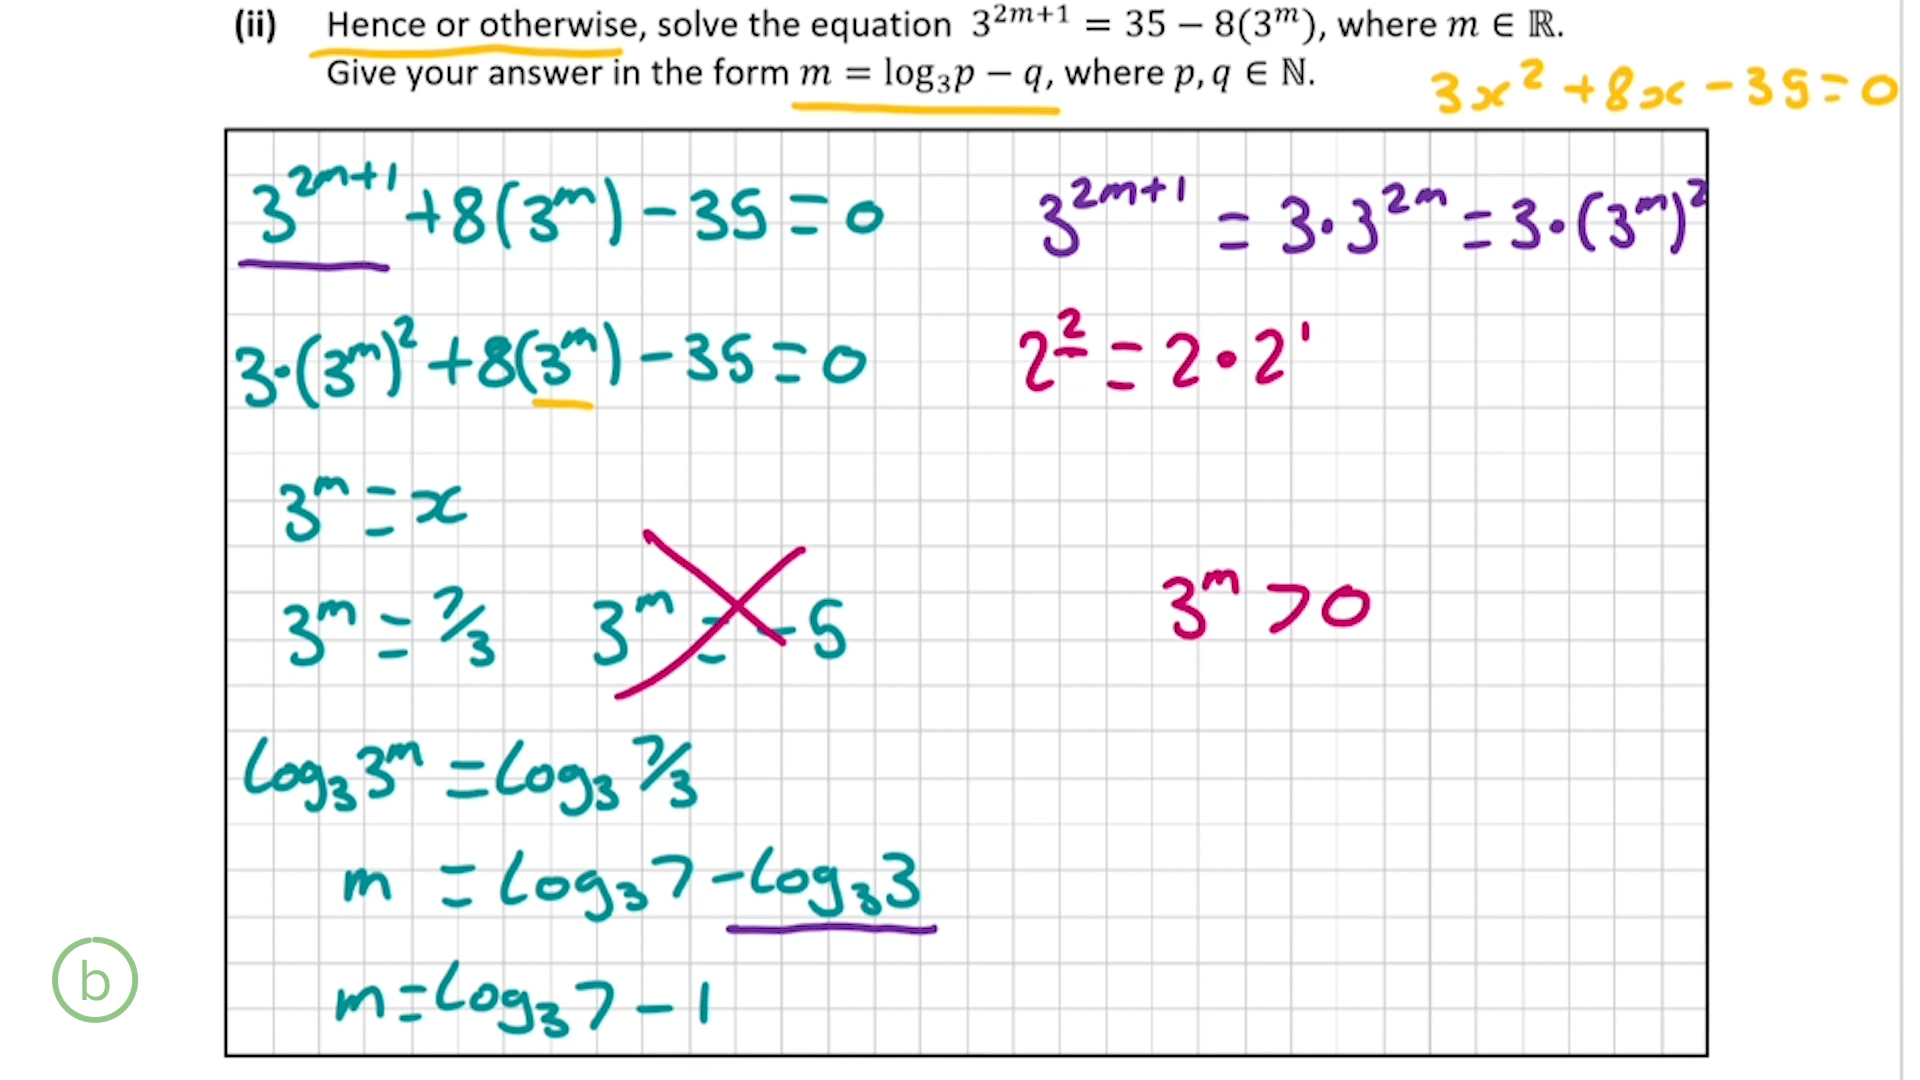 (ii) Hence or otherwise, solve the equation 3^{2m+1} = 35 − 8(3^m), where m ∈ ℝ.
Give your answer in the form m = log₃p − q, where p, q ∈ ℕ.
3x² + 8x − 35 = 0
3^{2m+1} + 8(3^m) − 35 = 0
3^{2m+1} = 3·3^{2m} = 3·(3^m)²
3·(3^m)² + 8(3^m) − 35 = 0
2² = 2·2¹
3^m = x
3^m = 7/3 3^m = −5
3^m > 0
log₃3^m = log₃7/3
m = log₃7 − log₃3
m = log₃7 − 1
b